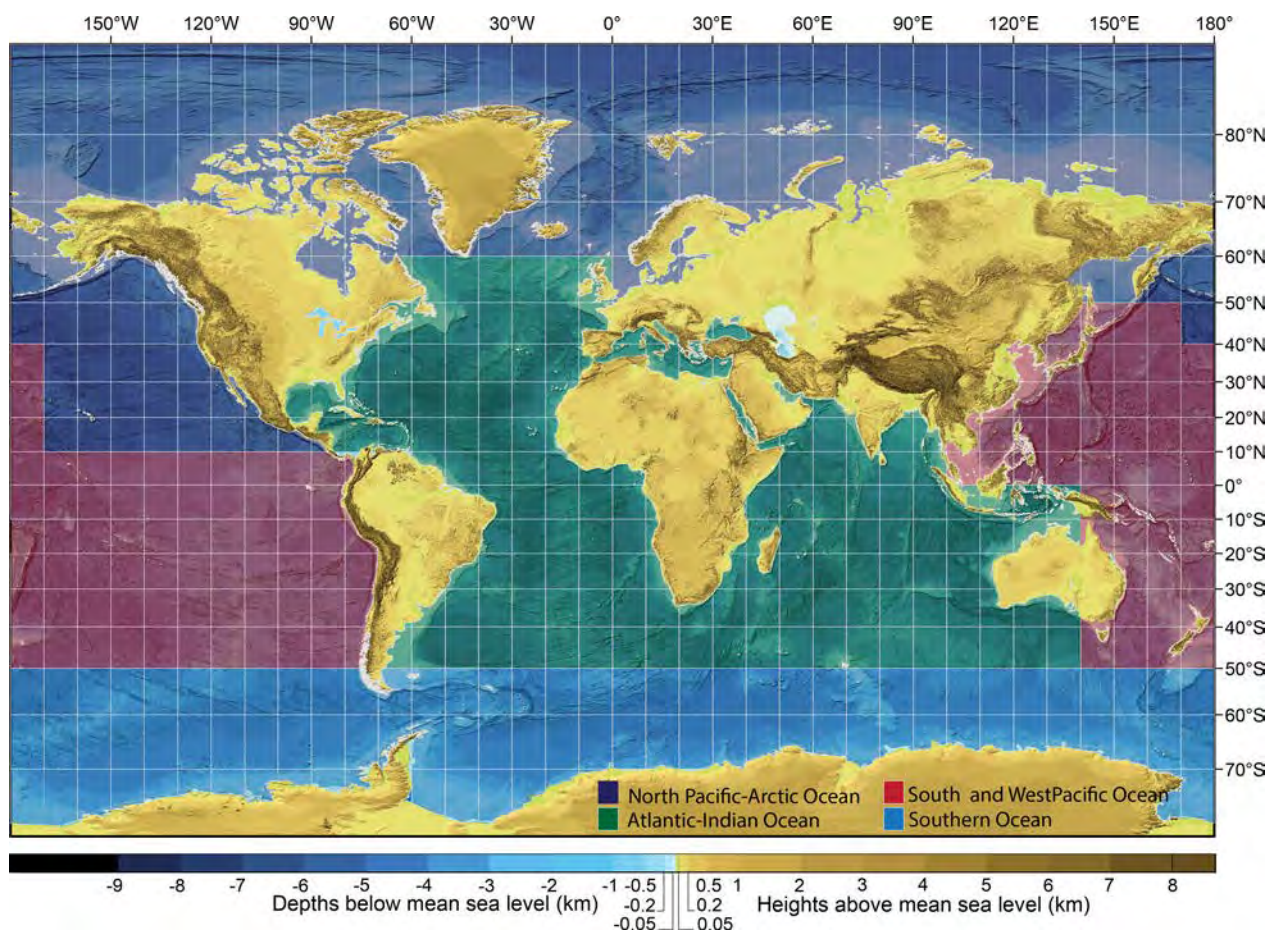 150°W 120°W 90°W 60°W 30°W 0° 30°E 60°E 90°E 120°E 150°E 180°
80°N
70°N
60°N
50°N
40°N
30°N
20°N
10°N
0°
10°S
20°S
30°S
40°S
50°S
60°S
70°S
North Pacific-Arctic Ocean
South and WestPacific Ocean
Atlantic-Indian Ocean
Southern Ocean
-9 -8 -7 -6 -5 -4 -3 -2 -1 -0.5 0.5 1 2 3 4 5 6 7 8
Depths below mean sea level (km) -0.2 0.2 Heights above mean sea level (km)
-0.05 0.05